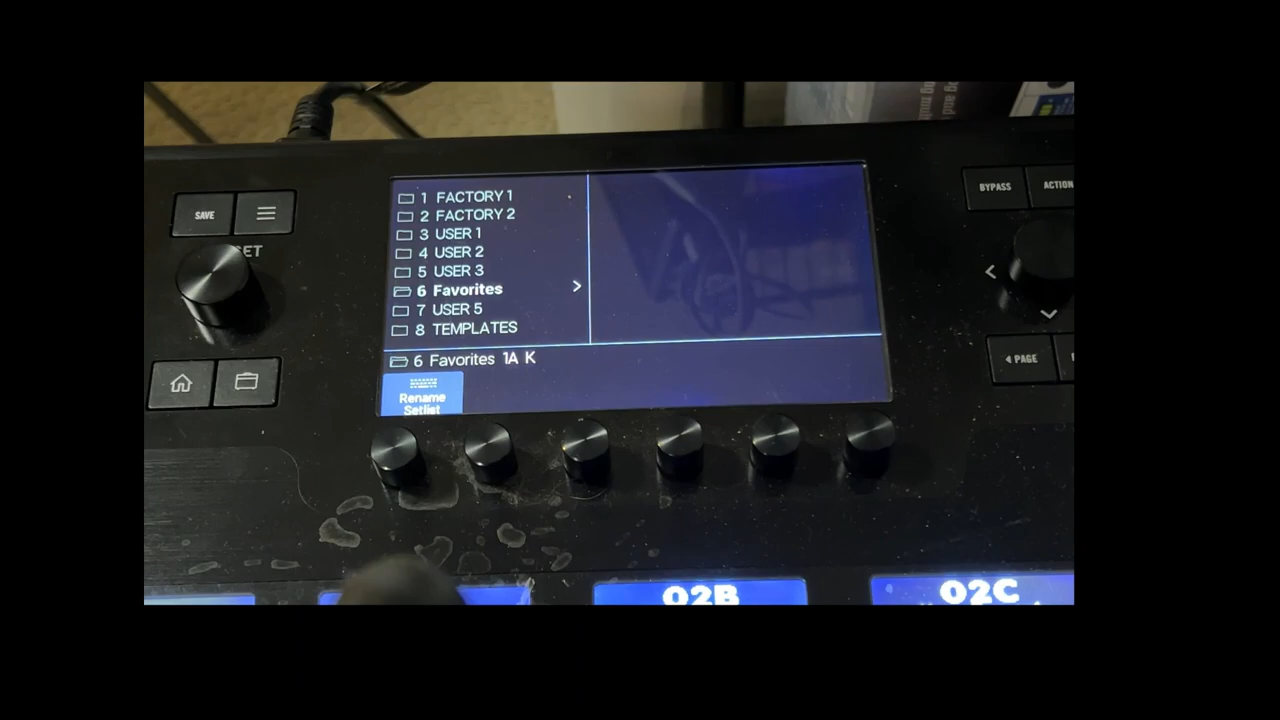 SAVE
BYPASS
ACTION
1 FACTORY 1
2 FACTORY 2
3 USER 1
4 USER 2
5 USER 3
6 Favorites >
7 USER 5
8 TEMPLATES
6 Favorites 1A K
Rename
Setlist
PAGE
02B
02C